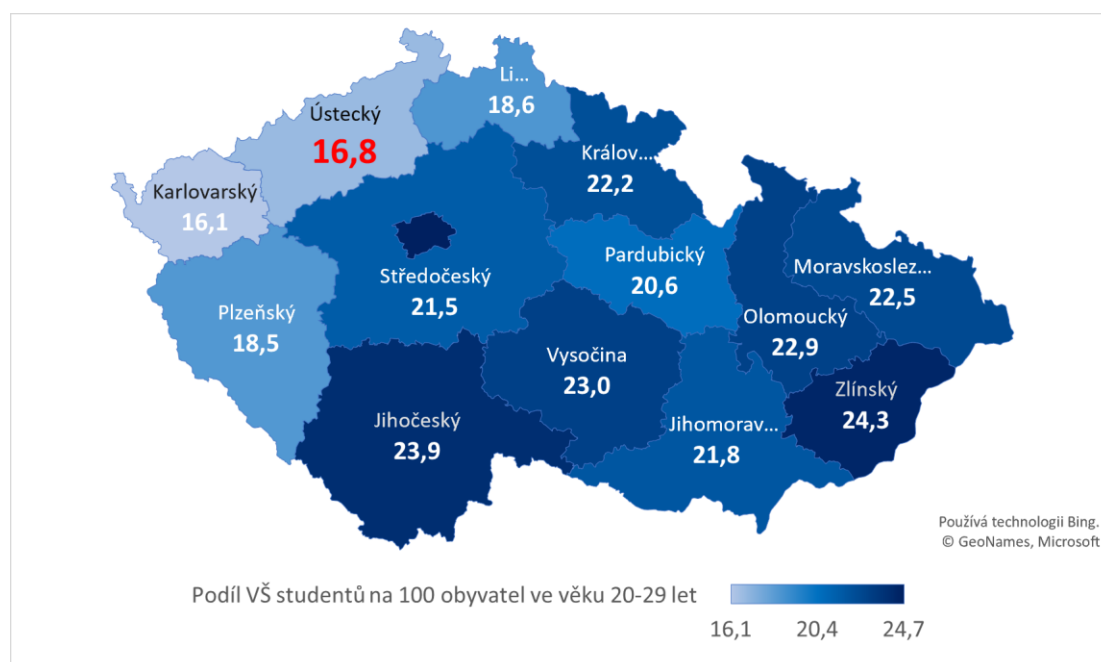 Li...
18,6
Ústecký
16,8
Králov ...
22,2
Karlovarský
16,1
Pardubický
20,6
Středočeský
21,5
Moravskoslez...
22,5
Plzeňský
18,5
Olomoucký
22,9
Vysočina
23,0
Zlínský
24,3
Jihočeský
23,9
Jihomorav...
21,8
Používá technologii Bing.
© GeoNames, Microsoft
Podíl VŠ studentů na 100 obyvatel ve věku 20-29 let
16,1 20,4 24,7